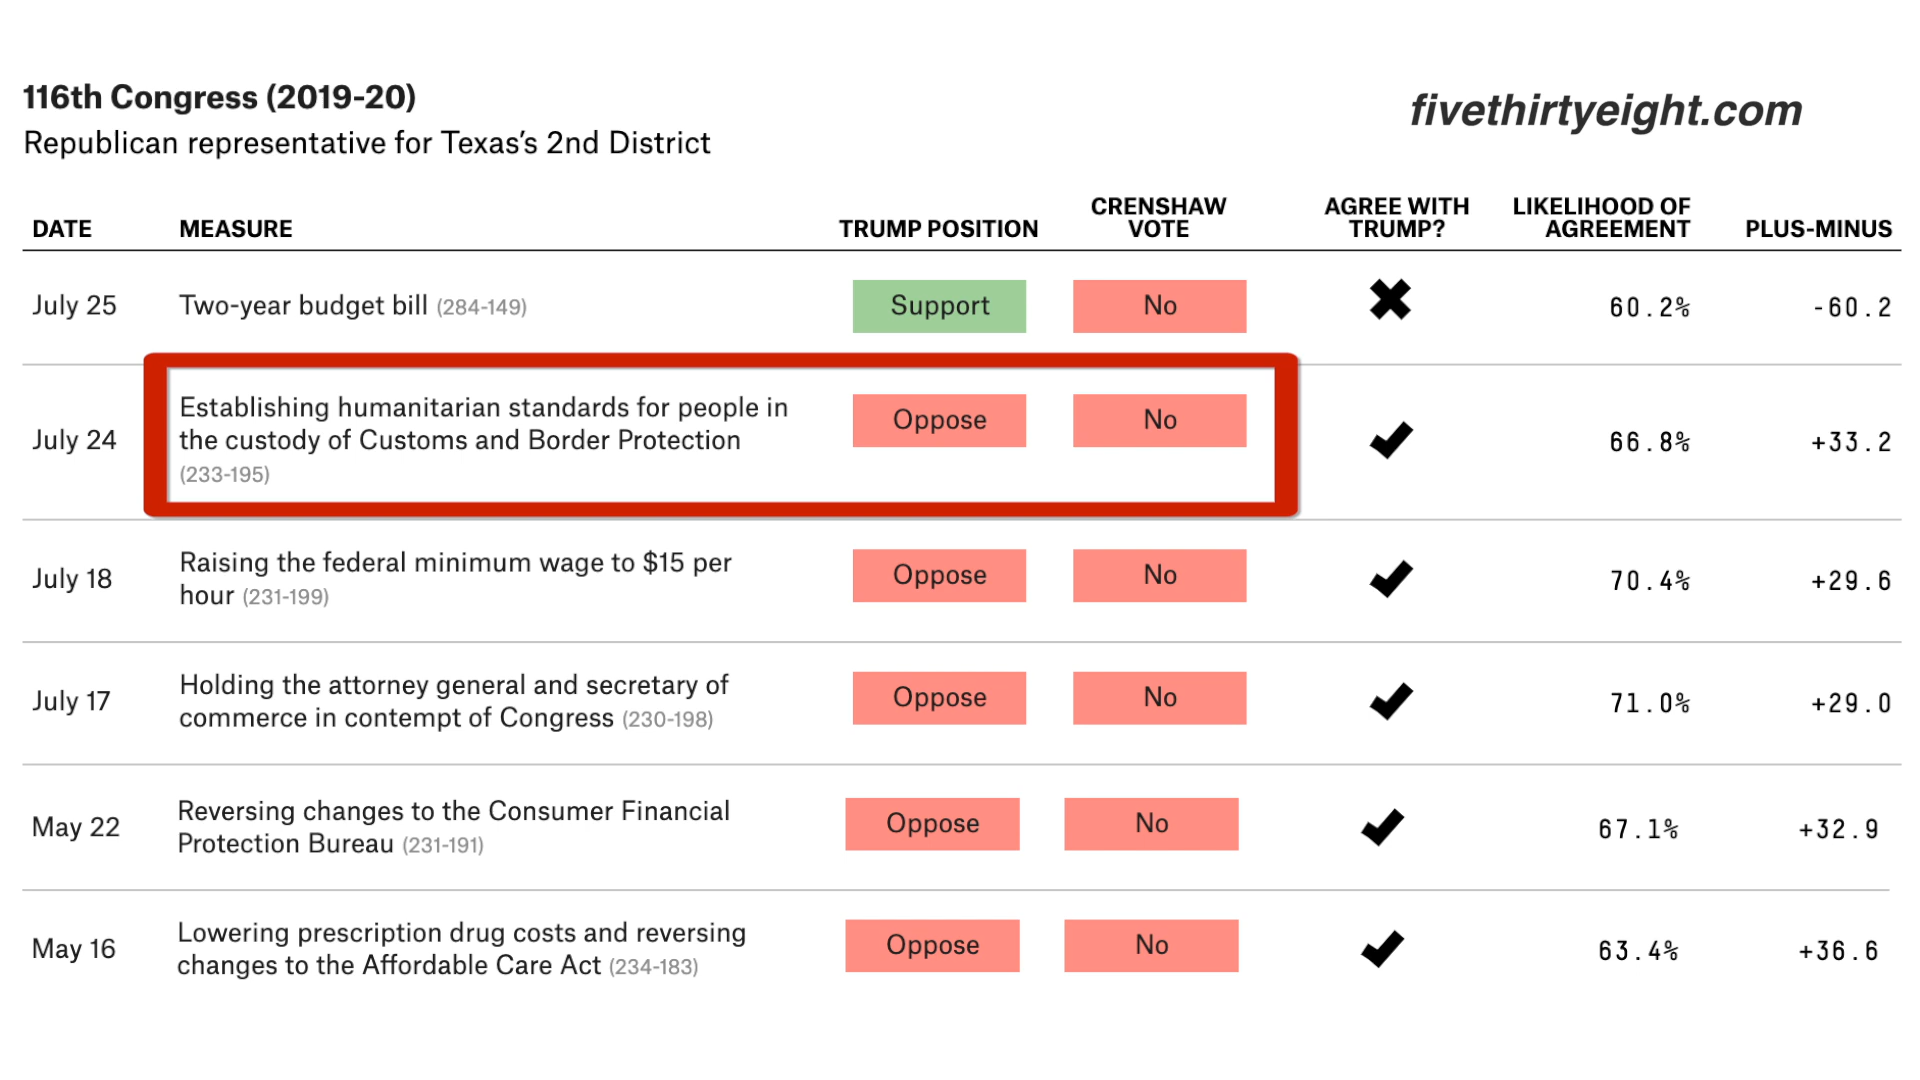 116th Congress (2019-20)
fivethirtyeight.com
Republican representative for Texas's 2nd District
DATE MEASURE TRUMP POSITION CRENSHAW VOTE AGREE WITH TRUMP? LIKELIHOOD OF AGREEMENT PLUS-MINUS
July 25 Two-year budget bill (284-149) Support No ✖ 60.2% -60.2
Establishing humanitarian standards for people in
July 24 the custody of Customs and Border Protection Oppose No ✔ 66.8% +33.2
(233-195)
Raising the federal minimum wage to $15 per
July 18 hour (231-199) Oppose No ✔ 70.4% +29.6
Holding the attorney general and secretary of
July 17 commerce in contempt of Congress (230-198) Oppose No ✔ 71.0% +29.0
Reversing changes to the Consumer Financial
May 22 Protection Bureau (231-191) Oppose No ✔ 67.1% +32.9
Lowering prescription drug costs and reversing
May 16 changes to the Affordable Care Act (234-183) Oppose No ✔ 63.4% +36.6